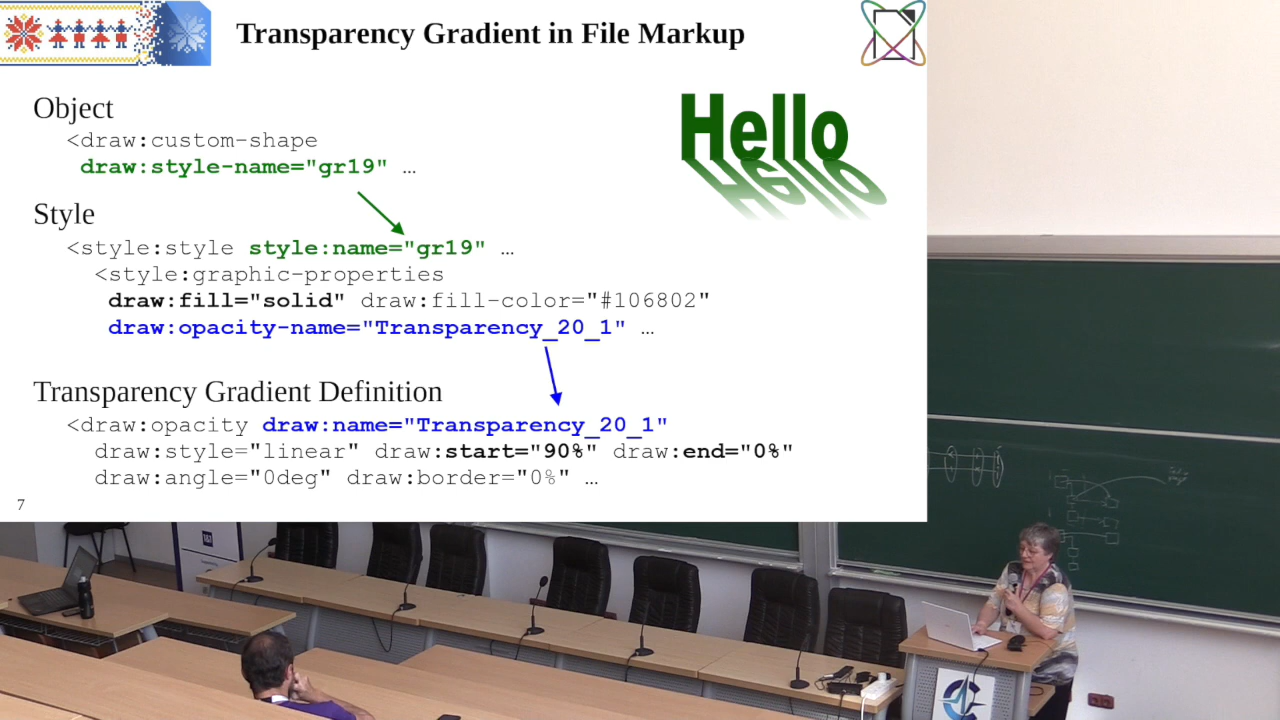 Transparency Gradient in File Markup
Object
<draw:custom-shape
draw:style-name="gr19" …
Hello
Hello
Style
<style:style style:name="gr19" …
<style:graphic-properties
draw:fill="solid" draw:fill-color="#106802"
draw:opacity-name="Transparency_20_1" …
Transparency Gradient Definition
<draw:opacity draw:name="Transparency_20_1"
draw:style="linear" draw:start="90%" draw:end="0%"
draw:angle="0deg" draw:border="0%" …
7